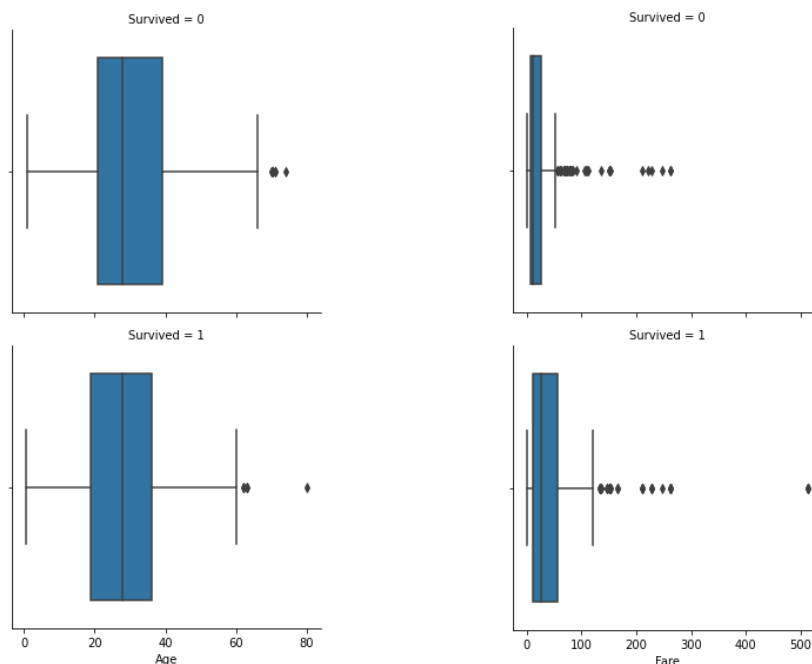 Survived = 0
Survived = 0
Survived = 1
Survived = 1
0 20 40 60 80
Age
0 100 200 300 400 500
Fare